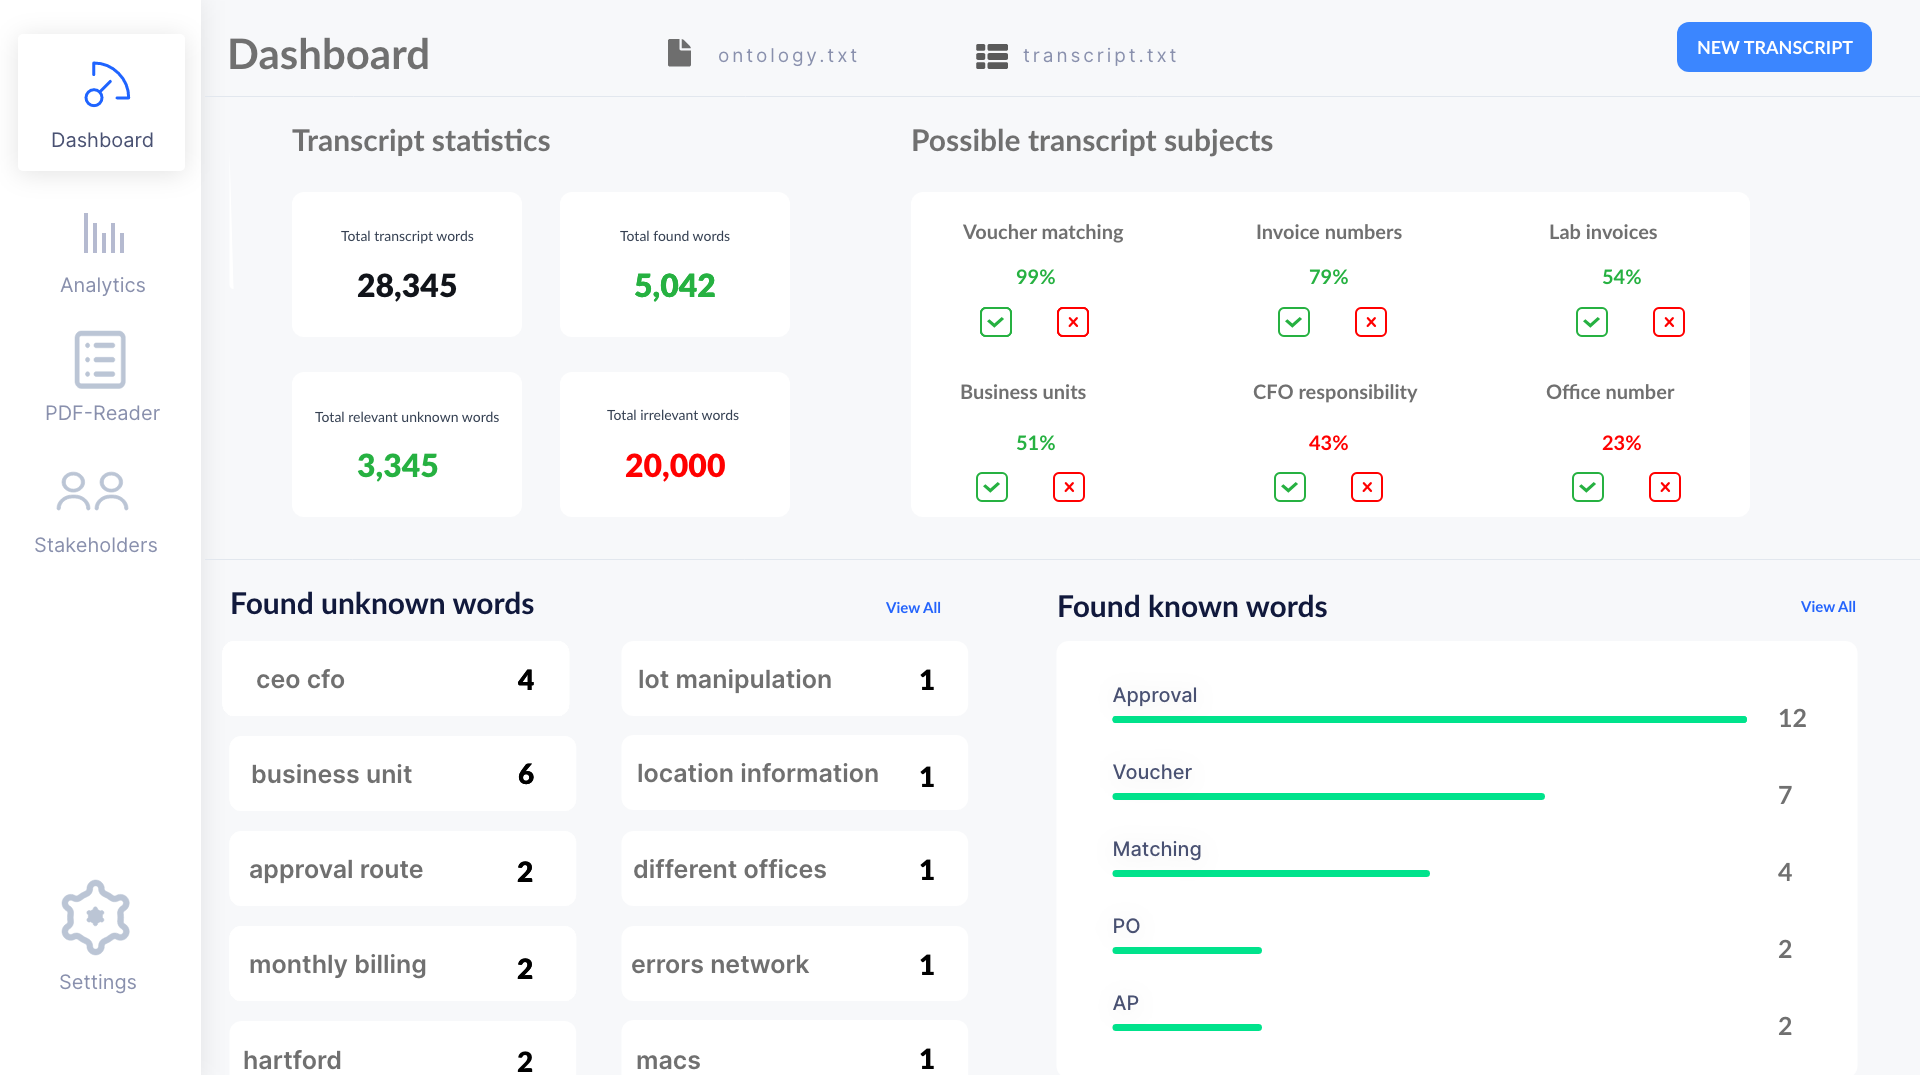 Dashboard
Analytics
PDF-Reader
Stakeholders
Settings
Dashboard
ontology.txt
transcript.txt
NEW TRANSCRIPT
Transcript statistics
Total transcript words
28,345
Total found words
5,042
Total relevant unknown words
3,345
Total irrelevant words
20,000
Possible transcript subjects
Voucher matching
99%
Invoice numbers
79%
Lab invoices
54%
Business units
51%
CFO responsibility
43%
Office number
23%
Found unknown words
View All
ceo cfo 4
business unit 6
approval route 2
monthly billing 2
hartford 2
lot manipulation 1
location information 1
different offices 1
errors network 1
macs 1
Found known words
View All
Approval 12
Voucher 7
Matching 4
PO 2
AP 2